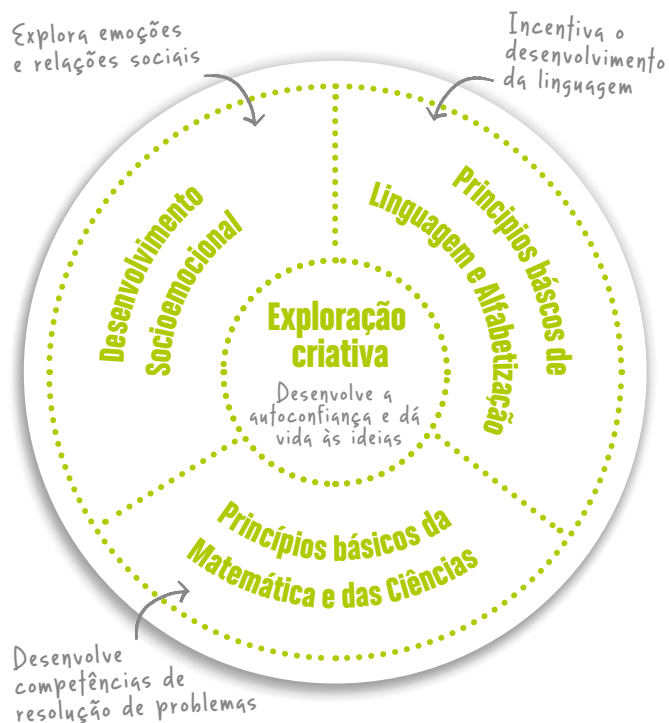 Explora emoções
e relações sociais
Incentiva o
desenvolvimento
da linguagem
Desenvolvimento
Socioemocional
Princípios báscos de
Linguagem e Alfabetização
Exploração
criativa
Desenvolve a
autoconfiança e dá
vida às ideias
Princípios básicos da
Matemática e das Ciências
Desenvolve
competências de
resolução de problemas